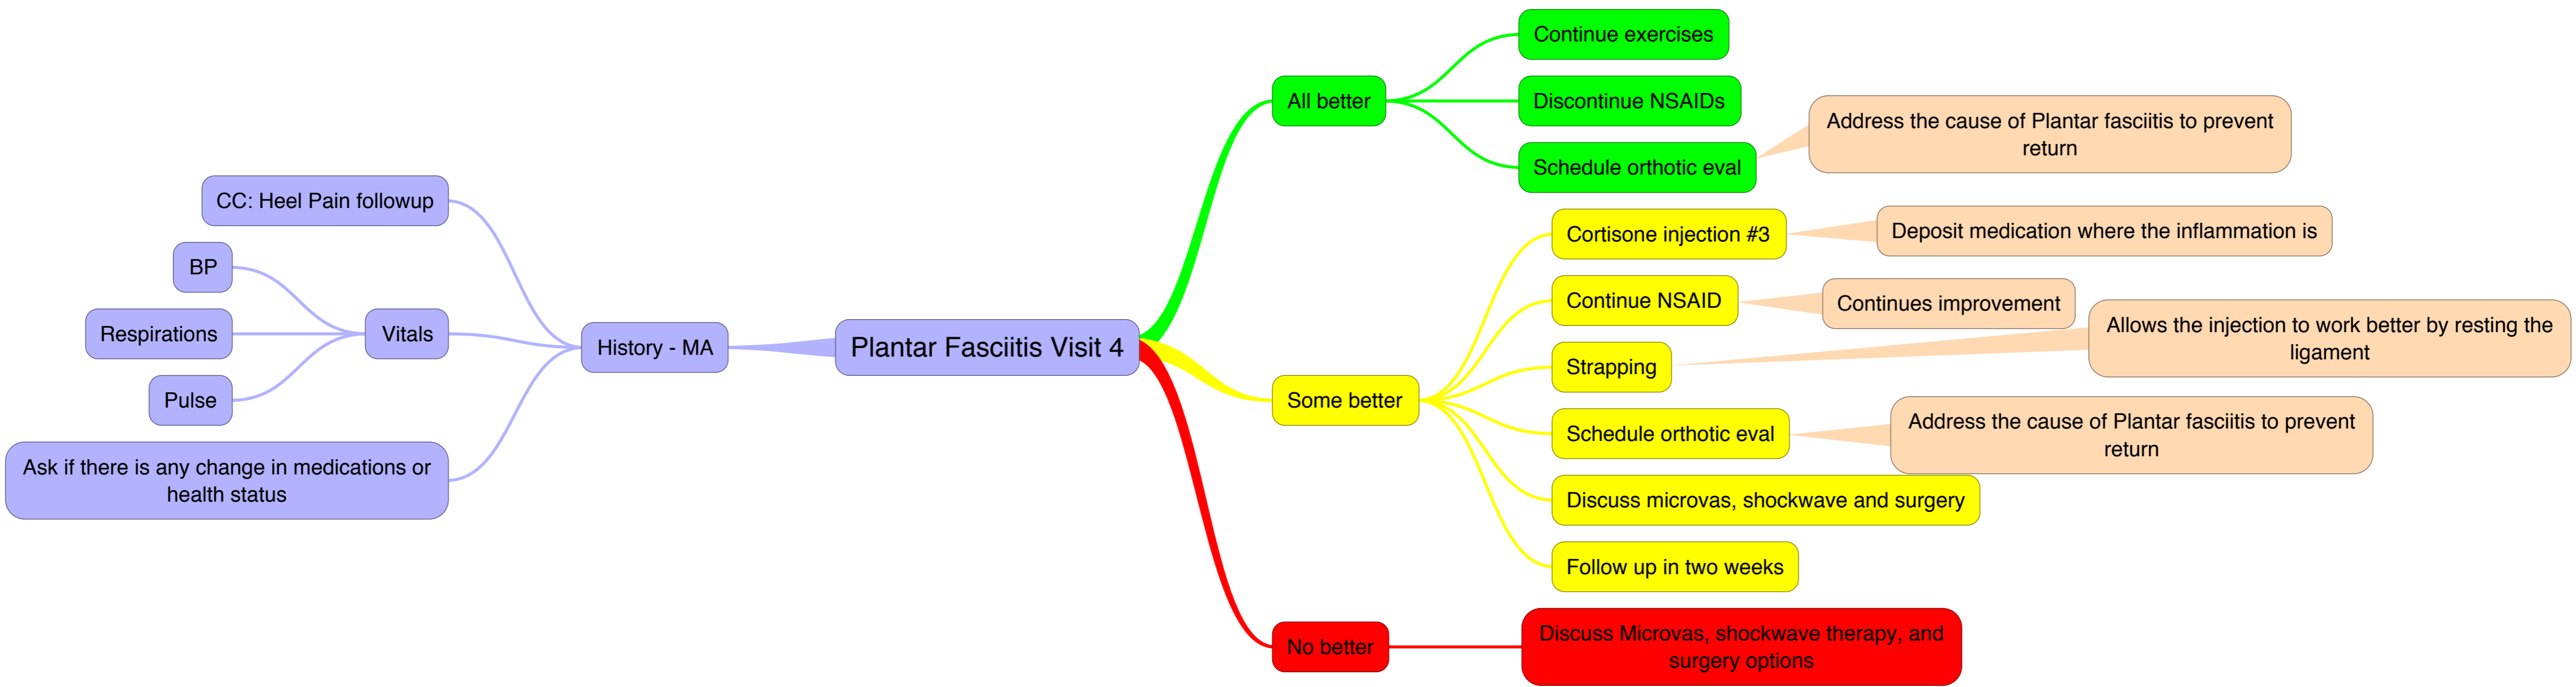 CC: Heel Pain followup
BP
Respirations
Pulse
Vitals
Ask if there is any change in medications or
health status
History - MA
Plantar Fasciitis Visit 4
All better
Continue exercises
Discontinue NSAIDs
Schedule orthotic eval
Address the cause of Plantar fasciitis to prevent
return
Some better
Cortisone injection #3
Deposit medication where the inflammation is
Continue NSAID
Continues improvement
Strapping
Allows the injection to work better by resting the
ligament
Schedule orthotic eval
Address the cause of Plantar fasciitis to prevent
return
Discuss microvas, shockwave and surgery
Follow up in two weeks
No better
Discuss Microvas, shockwave therapy, and
surgery options